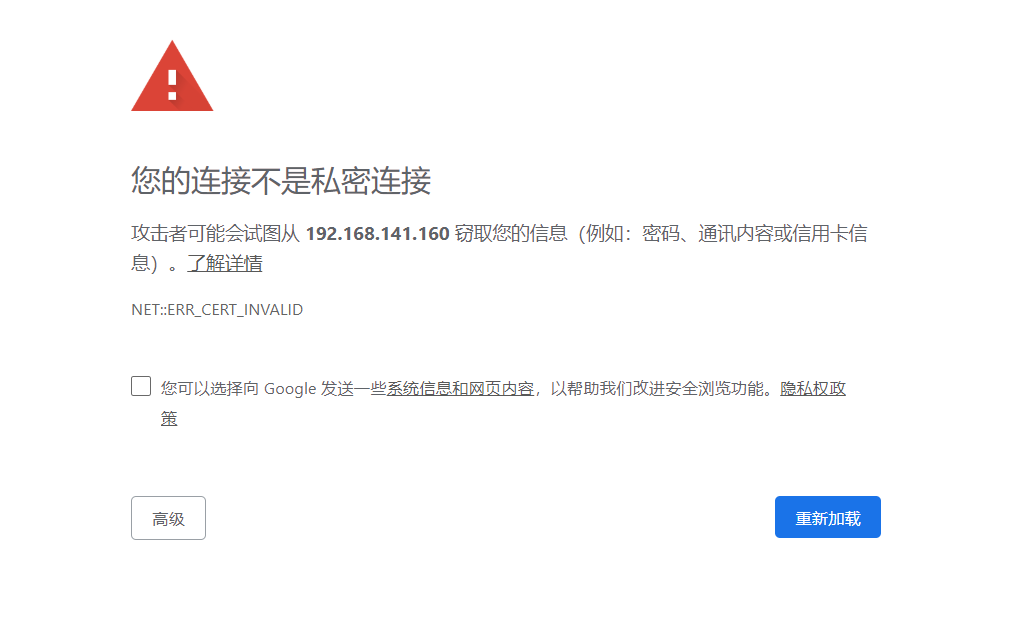 您的连接不是私密连接
攻击者可能会试图从 192.168.141.160 窃取您的信息（例如：密码、通讯内容或信用卡信
息）。了解详情
NET::ERR_CERT_INVALID
您可以选择向 Google 发送一些系统信息和网页内容，以帮助我们改进安全浏览功能。隐私权政
策
高级
重新加载